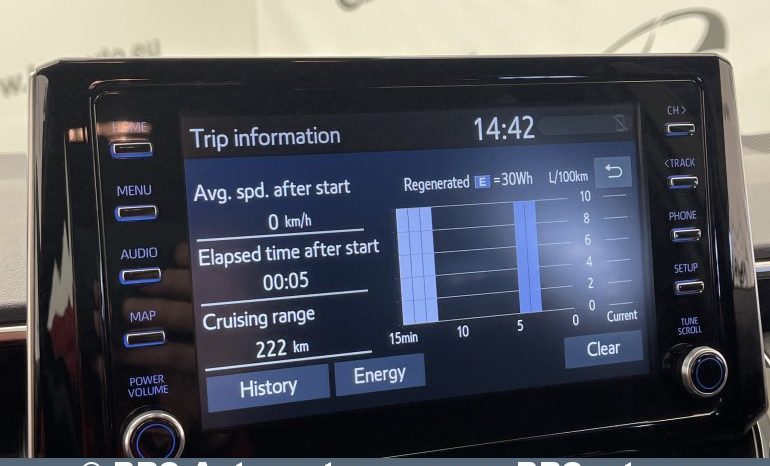 HOME
MENU
AUDIO
MAP
POWER
VOLUME
Trip information
14:42
Avg. spd. after start
0 km/h
Elapsed time after start
00:05
Cruising range
222 km
History
Energy
Regenerated E =30Wh L/100km
10
8
6
4
2
0
15min 10 5 0 Current
Clear
CH >
< TRACK
PHONE
SETUP
TUNE
SCROLL